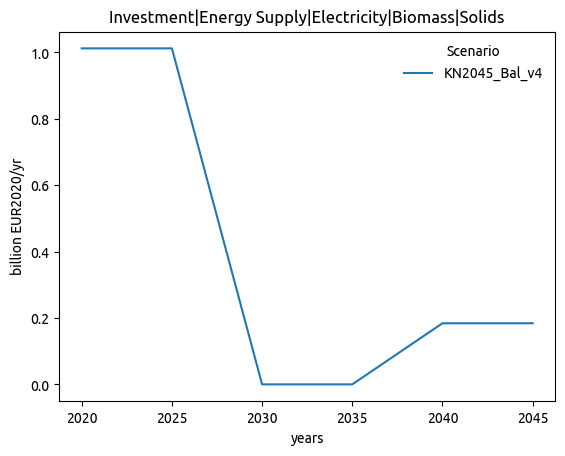 Investment|Energy Supply|Electricity|Biomass|Solids
Scenario
KN2045_Bal_v4
billion EUR2020/yr
1.0
0.8
0.6
0.4
0.2
0.0
2020 2025 2030 2035 2040 2045
years